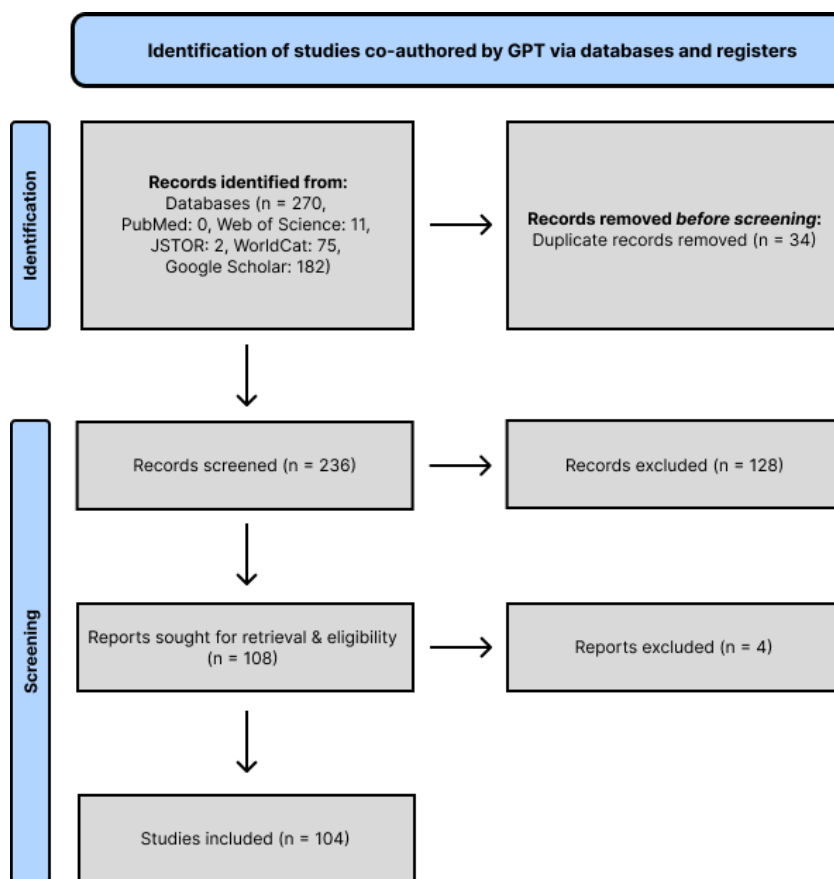 Identification of studies co-authored by GPT via databases and registers
Identification
Records identified from:
Databases (n = 270,
PubMed: 0, Web of Science: 11,
JSTOR: 2, WorldCat: 75,
Google Scholar: 182)
Records removed before screening:
Duplicate records removed (n = 34)
Screening
Records screened (n = 236)
Records excluded (n = 128)
Reports sought for retrieval & eligibility
(n = 108)
Reports excluded (n = 4)
Studies included (n = 104)